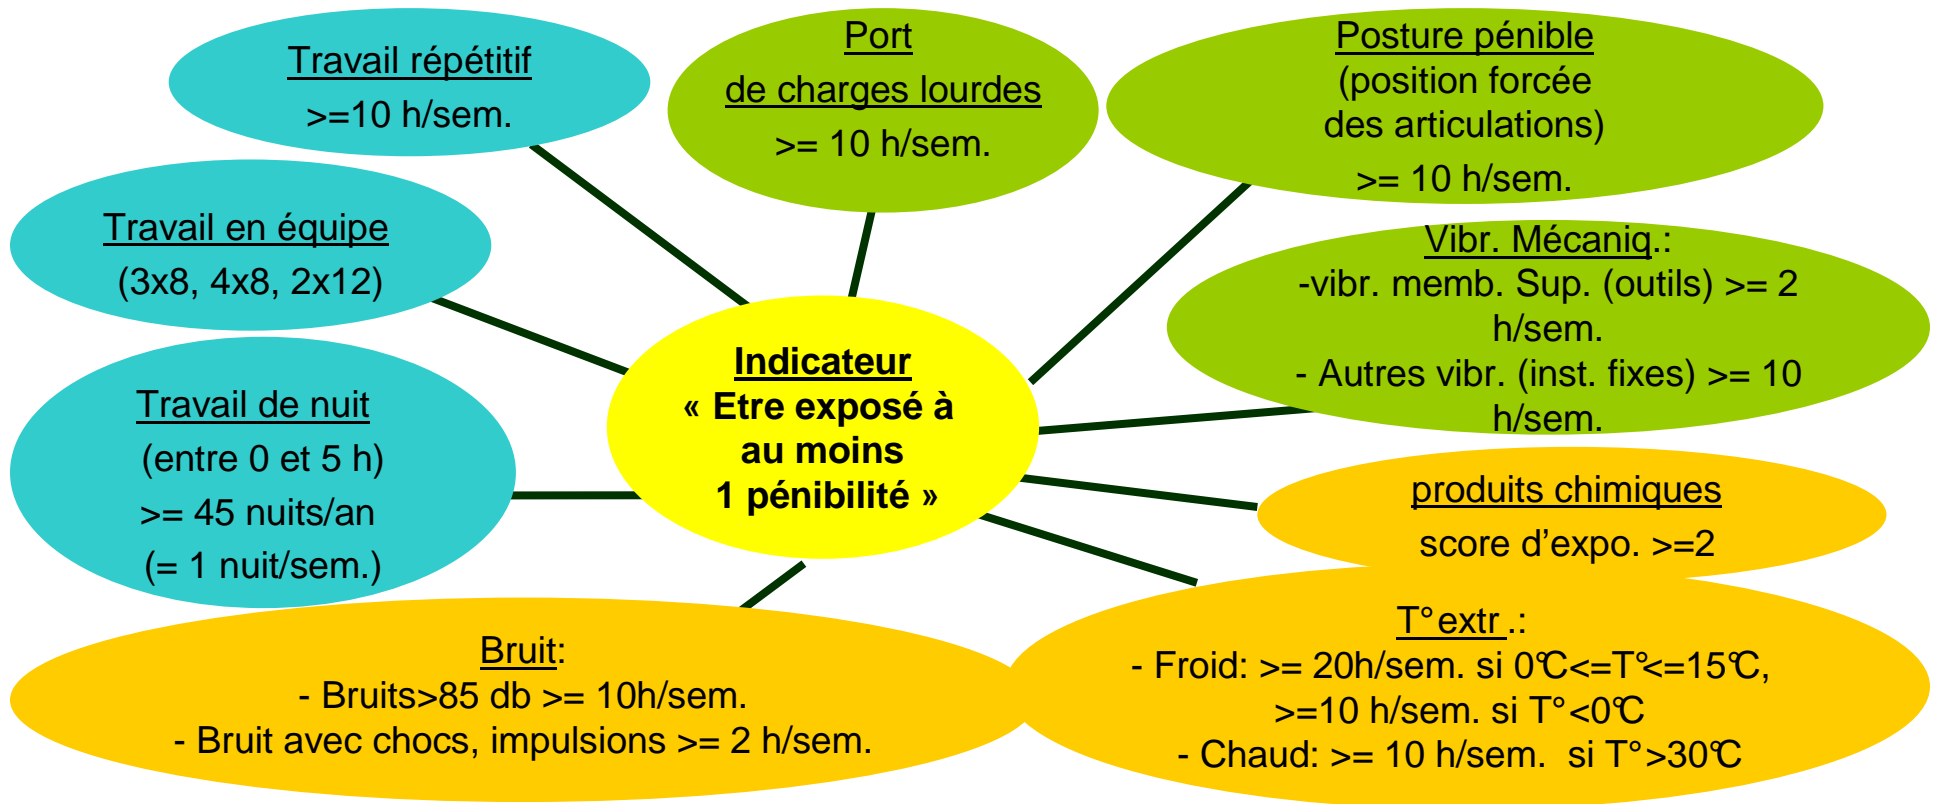 Travail répétitif
>=10 h/sem.
Port
de charges lourdes
>= 10 h/sem.
Posture pénible
(position forcée
des articulations)
>= 10 h/sem.
Travail en équipe
(3x8, 4x8, 2x12)
Vibr. Mécaniq.:
-vibr. memb. Sup. (outils) >= 2
h/sem.
- Autres vibr. (inst. fixes) >= 10
h/sem.
Indicateur
« Etre exposé à
au moins
1 pénibilité »
Travail de nuit
(entre 0 et 5 h)
>= 45 nuits/an
(= 1 nuit/sem.)
produits chimiques
score d’expo. >=2
Bruit:
- Bruits>85 db >= 10h/sem.
- Bruit avec chocs, impulsions >= 2 h/sem.
T°extr .:
- Froid: >= 20h/sem. si 0°C<=T°<=15°C,
>=10 h/sem. si T°<0°C
- Chaud: >= 10 h/sem. si T°>30°C